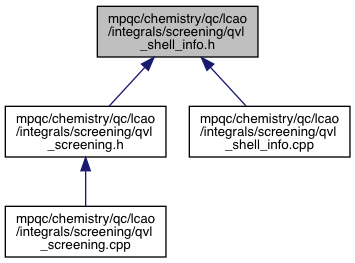 mpqc/chemistry/qc/lcao
/integrals/screening/qvl
_shell_info.h
mpqc/chemistry/qc/lcao
/integrals/screening/qvl
_screening.h
mpqc/chemistry/qc/lcao
/integrals/screening/qvl
_shell_info.cpp
mpqc/chemistry/qc/lcao
/integrals/screening/qvl
_screening.cpp